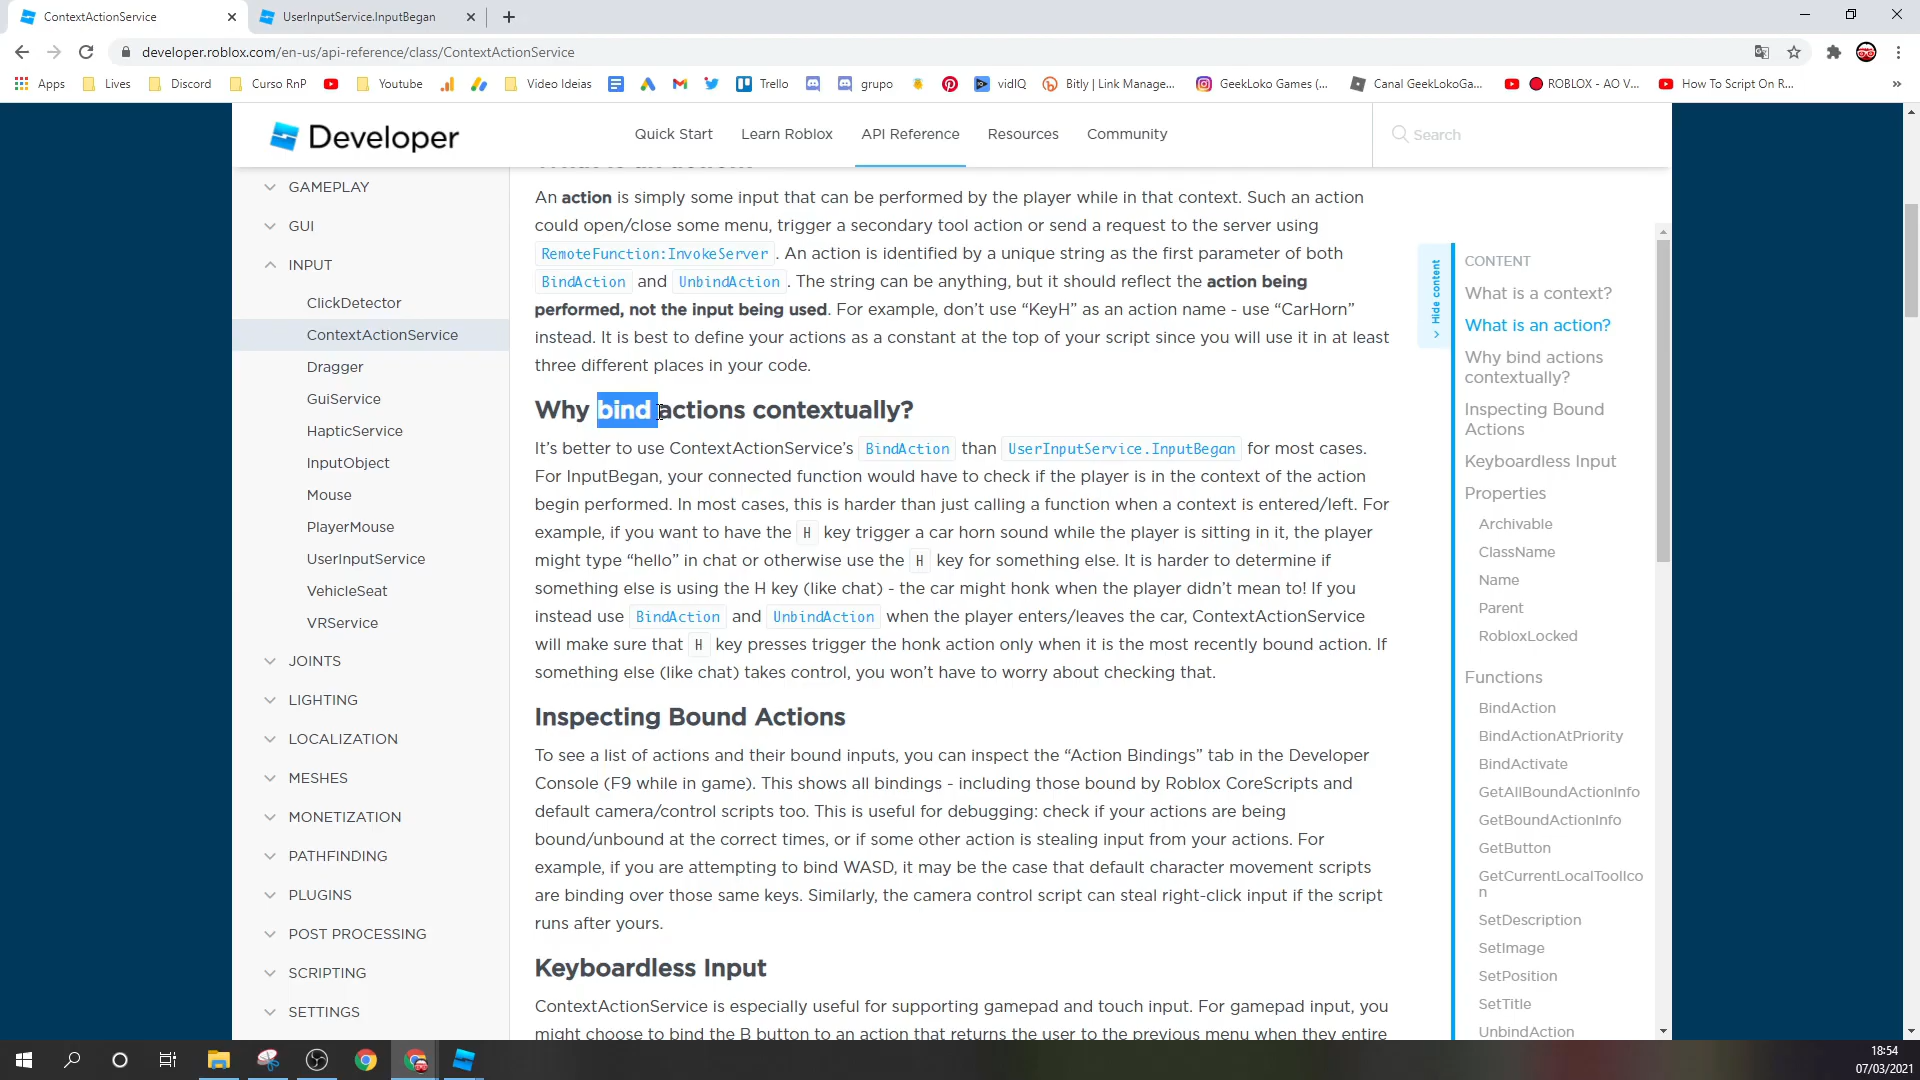 ContextActionService
UserInputService.InputBegan
developer.roblox.com/en-us/api-reference/class/ContextActionService
Apps Lives Discord Curso RnP Youtube Video Ideias Trello grupo vidIQ Bitly | Link Manage... GeekLoko Games (... Canal GeekLokoGa... ROBLOX - AO V... How To Script On R...
Developer
Quick Start Learn Roblox API Reference Resources Community
Search
GAMEPLAY
GUI
INPUT
ClickDetector
ContextActionService
Dragger
GuiService
HapticService
InputObject
Mouse
PlayerMouse
UserInputService
VehicleSeat
VRService
JOINTS
LIGHTING
LOCALIZATION
MESHES
MONETIZATION
PATHFINDING
PLUGINS
POST PROCESSING
SCRIPTING
SETTINGS
An action is simply some input that can be performed by the player while in that context. Such an action
could open/close some menu, trigger a secondary tool action or send a request to the server using
RemoteFunction:InvokeServer . An action is identified by a unique string as the first parameter of both
BindAction and UnbindAction . The string can be anything, but it should reflect the action being
performed, not the input being used. For example, don’t use “KeyH” as an action name - use “CarHorn”
instead. It is best to define your actions as a constant at the top of your script since you will use it in at least
three different places in your code.
Why bind actions contextually?
It’s better to use ContextActionService’s BindAction than UserInputService.InputBegan for most cases.
For InputBegan, your connected function would have to check if the player is in the context of the action
begin performed. In most cases, this is harder than just calling a function when a context is entered/left. For
example, if you want to have the H key trigger a car horn sound while the player is sitting in it, the player
might type “hello” in chat or otherwise use the H key for something else. It is harder to determine if
something else is using the H key (like chat) - the car might honk when the player didn’t mean to! If you
instead use BindAction and UnbindAction when the player enters/leaves the car, ContextActionService
will make sure that H key presses trigger the honk action only when it is the most recently bound action. If
something else (like chat) takes control, you won’t have to worry about checking that.
Inspecting Bound Actions
To see a list of actions and their bound inputs, you can inspect the “Action Bindings” tab in the Developer
Console (F9 while in game). This shows all bindings - including those bound by Roblox CoreScripts and
default camera/control scripts too. This is useful for debugging: check if your actions are being
bound/unbound at the correct times, or if some other action is stealing input from your actions. For
example, if you are attempting to bind WASD, it may be the case that default character movement scripts
are binding over those same keys. Similarly, the camera control script can steal right-click input if the script
runs after yours.
Keyboardless Input
ContextActionService is especially useful for supporting gamepad and touch input. For gamepad input, you
might choose to bind the B button to an action that returns the user to the previous menu when they entire
Hide content
CONTENT
What is a context?
What is an action?
Why bind actions
contextually?
Inspecting Bound
Actions
Keyboardless Input
Properties
Archivable
ClassName
Name
Parent
RobloxLocked
Functions
BindAction
BindActionAtPriority
BindActivate
GetAllBoundActionInfo
GetBoundActionInfo
GetButton
GetCurrentLocalToolIco
n
SetDescription
SetImage
SetPosition
SetTitle
UnbindAction
18:54
07/03/2021